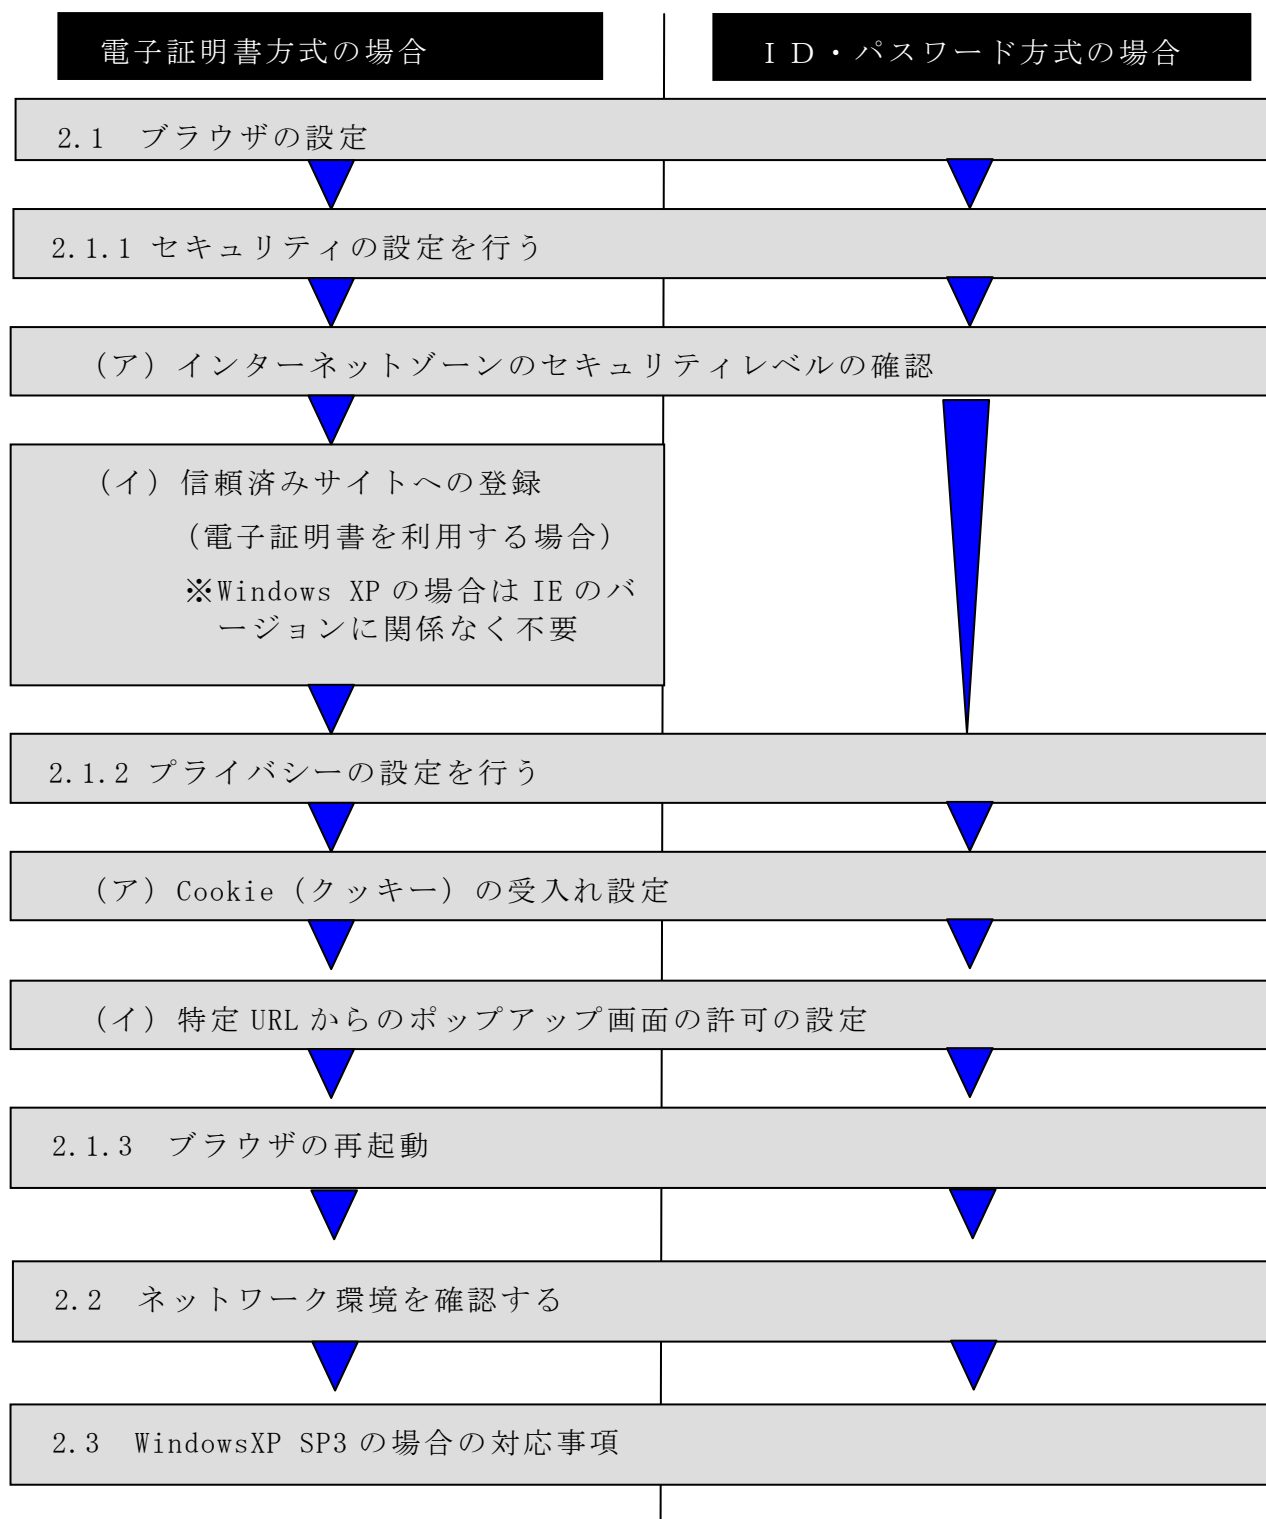 電子証明書方式の場合
ＩＤ・パスワード方式の場合
2.1　ブラウザの設定
2.1.1 セキュリティの設定を行う
（ア）インターネットゾーンのセキュリティレベルの確認
（イ）信頼済みサイトへの登録
（電子証明書を利用する場合）
※Windows XP の場合は IE のバ
ージョンに関係なく不要
2.1.2 プライバシーの設定を行う
（ア）Cookie（クッキー）の受入れ設定
（イ）特定 URL からのポップアップ画面の許可の設定
2.1.3　ブラウザの再起動
2.2　ネットワーク環境を確認する
2.3　WindowsXP SP3 の場合の対応事項